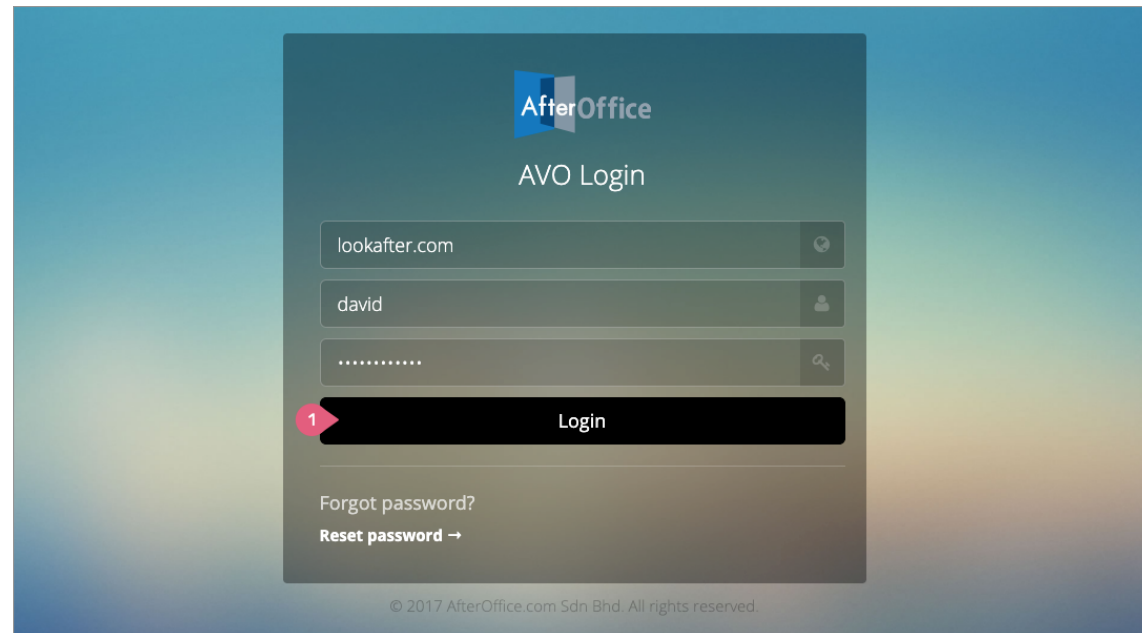 AfterOffice
AVO Login
lookafter.com
david
••••••••••••
1
Login
Forgot password?
Reset password →
© 2017 AfterOffice.com Sdn Bhd. All rights reserved.